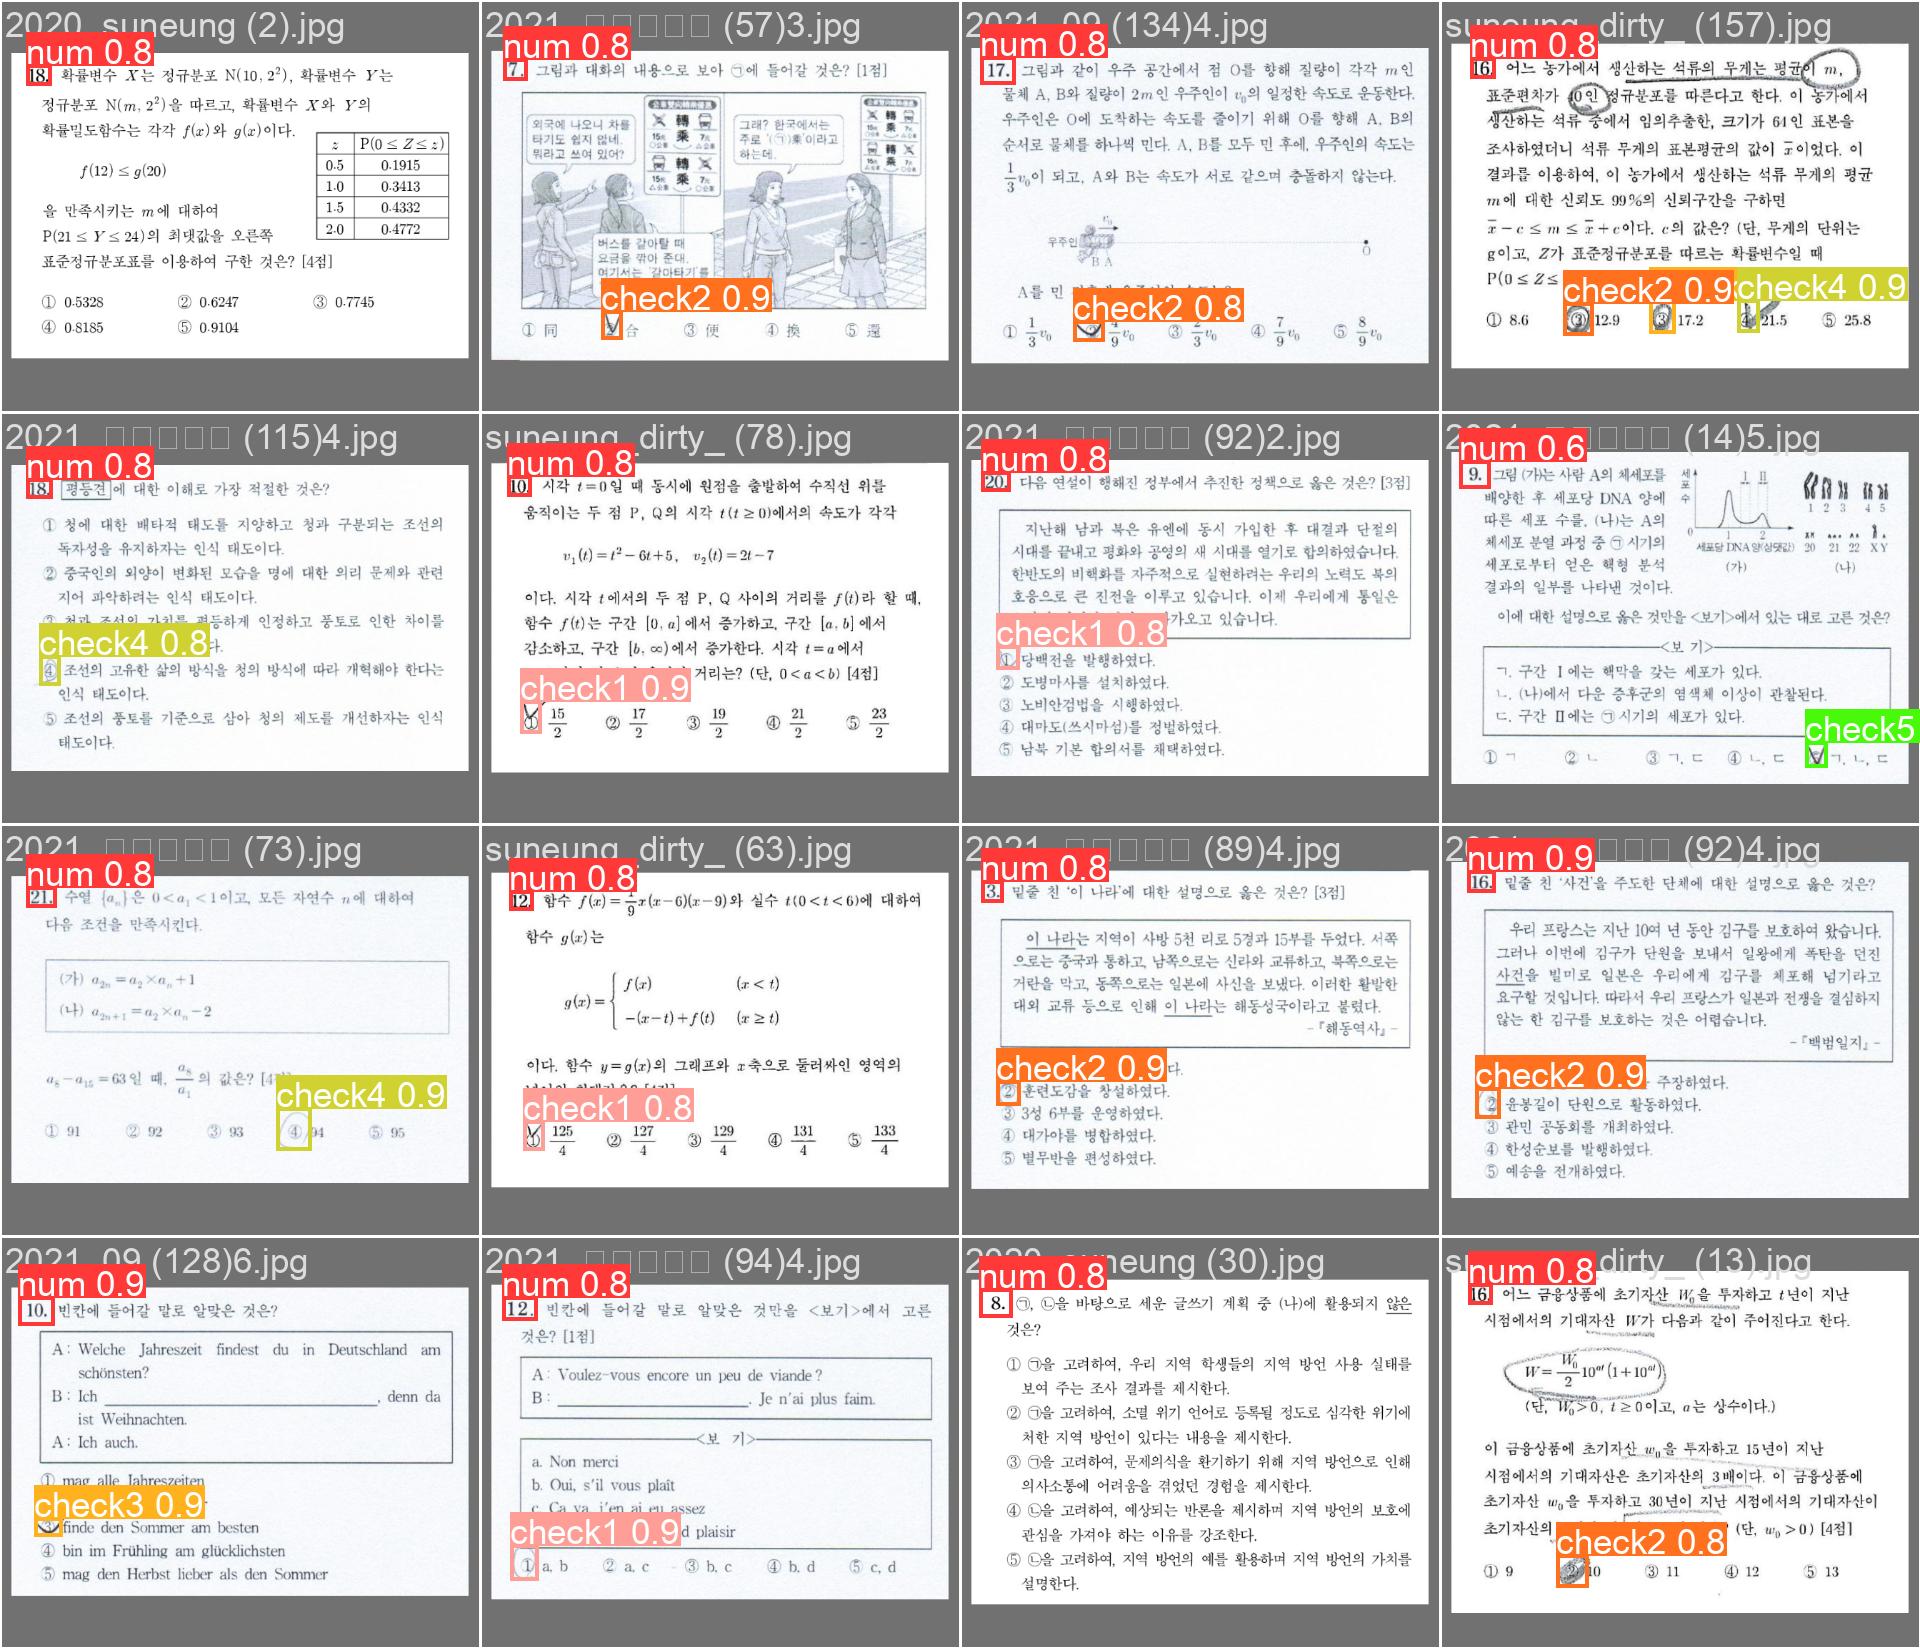 2020_suneung (2).jpg
num 0.8
18. 확률변수 X는 정규분포 N(10, 2²), 확률변수 Y는
정규분포 N(m, 2²)을 따르고, 확률변수 X와 Y의
확률밀도함수는 각각 f(x)와 g(x)이다.
f(12) ≤ g(20)
을 만족시키는 m에 대하여
P(21 ≤ Y ≤ 24)의 최댓값을 오른쪽
표준정규분포표를 이용하여 구한 것은? [4점]
z P(0 ≤ Z ≤ z)
0.5 0.1915
1.0 0.3413
1.5 0.4332
2.0 0.4772
① 0.5328 ② 0.6247 ③ 0.7745
④ 0.8185 ⑤ 0.9104
2021_□□□□□ (57)3.jpg
num 0.8
7. 그림과 대화의 내용으로 보아 ㉠에 들어갈 것은? [1점]
외국에 나오니 차를
타기도 쉽지 않네.
뭐라고 쓰여 있어?
그래? 한국에서는
주로 '(㉠)乘'이라고
하는데.
轉
乘
버스를 갈아탈 때
요금을 깎아 준대.
여기서는 '갈아타기'를
check2 0.9
① 同 合 ③ 便 ④ 換 ⑤ 還
2021_09 (134)4.jpg
num 0.8
17. 그림과 같이 우주 공간에서 점 O를 향해 질량이 각각 m인
물체 A, B와 질량이 2m인 우주인이 v₀의 일정한 속도로 운동한다.
우주인은 O에 도착하는 속도를 줄이기 위해 O를 향해 A, B의
순서로 물체를 하나씩 민다. A, B를 모두 민 후에, 우주인의 속도는
1/3 v₀이 되고, A와 B는 속도가 서로 같으며 충돌하지 않는다.
v₀
우주인
B A
O
A를 민
check2 0.8
① 1/3 v₀ 4/9 v₀ ③ 2/3 v₀ ④ 7/9 v₀ ⑤ 8/9 v₀
suneung_dirty_ (157).jpg
num 0.8
16. 어느 농가에서 생산하는 석류의 무게는 평균이 m,
표준편차가 40인 정규분포를 따른다고 한다. 이 농가에서
생산하는 석류 중에서 임의추출한, 크기가 64인 표본을
조사하였더니 석류 무게의 표본평균의 값이 x̄이었다. 이
결과를 이용하여, 이 농가에서 생산하는 석류 무게의 평균
m에 대한 신뢰도 99%의 신뢰구간을 구하면
x̄ − c ≤ m ≤ x̄ + c이다. c의 값은? (단, 무게의 단위는
g이고, Z가 표준정규분포를 따르는 확률변수일 때
P(0 ≤ Z ≤
check2 0.9 check4 0.9
① 8.6 ② 12.9 ③ 17.2 ④ 21.5 ⑤ 25.8
2021_□□□□□ (115)4.jpg
num 0.8
18. 평등견에 대한 이해로 가장 적절한 것은?
① 청에 대한 배타적 태도를 지양하고 청과 구분되는 조선의
독자성을 유지하자는 인식 태도이다.
② 중국인의 외양이 변화된 모습을 명에 대한 의리 문제와 관련
지어 파악하려는 인식 태도이다.
③ 청과 조선의 가치를 평등하게 인정하고 풍토로 인한 차이를
다.
check4 0.8
④ 조선의 고유한 삶의 방식을 청의 방식에 따라 개혁해야 한다는
인식 태도이다.
⑤ 조선의 풍토를 기준으로 삼아 청의 제도를 개선하자는 인식
태도이다.
suneung_dirty_ (78).jpg
num 0.8
10. 시각 t=0일 때 동시에 원점을 출발하여 수직선 위를
움직이는 두 점 P, Q의 시각 t(t ≥ 0)에서의 속도가 각각
v₁(t)=t²−6t+5, v₂(t)=2t−7
이다. 시각 t에서의 두 점 P, Q 사이의 거리를 f(t)라 할 때,
함수 f(t)는 구간 [0, a]에서 증가하고, 구간 [a, b]에서
감소하고, 구간 [b, ∞)에서 증가한다. 시각 t=a에서
거리는? (단, 0<a<b) [4점]
check1 0.9
① 15/2 ② 17/2 ③ 19/2 ④ 21/2 ⑤ 23/2
2021_□□□□□ (92)2.jpg
num 0.8
20. 다음 연설이 행해진 정부에서 추진한 정책으로 옳은 것은? [3점]
지난해 남과 북은 유엔에 동시 가입한 후 대결과 단절의
시대를 끝내고 평화와 공영의 새 시대를 열기로 합의하였습니다.
한반도의 비핵화를 자주적으로 실현하려는 우리의 노력도 북의
호응으로 큰 진전을 이루고 있습니다. 이제 우리에게 통일은
가오고 있습니다.
check1 0.8
① 당백전을 발행하였다.
② 도병마사를 설치하였다.
③ 노비안검법을 시행하였다.
④ 대마도(쓰시마섬)를 정벌하였다.
⑤ 남북 기본 합의서를 채택하였다.
(14)5.jpg
num 0.6
9. 그림 (가)는 사람 A의 체세포를
배양한 후 세포당 DNA 양에
따른 세포 수를, (나)는 A의
체세포 분열 과정 중 ㉠시기의
세포로부터 얻은 핵형 분석
결과의 일부를 나타낸 것이다.
세포수
I II
0 1 2
세포당 DNA 양(상댓값)
(가)
1 2 3 4 5
20 21 22 X Y
(나)
이에 대한 설명으로 옳은 것만을 <보기>에서 있는 대로 고른 것은?
<보 기>
ㄱ. 구간 I에는 핵막을 갖는 세포가 있다.
ㄴ. (나)에서 다운 증후군의 염색체 이상이 관찰된다.
ㄷ. 구간 II에는 ㉠시기의 세포가 있다.
check5
① ㄱ ② ㄴ ③ ㄱ, ㄷ ④ ㄴ, ㄷ ⑤ ㄱ, ㄴ, ㄷ
2021_□□□□□ (73).jpg
num 0.8
21. 수열 {aₙ}은 0<a₁<1이고, 모든 자연수 n에 대하여
다음 조건을 만족시킨다.
(가) a₂ₙ = a₂×aₙ+1
(나) a₂ₙ₊₁ = a₂×aₙ−2
a₈−a₁₅=63일 때, a₈/a₁의 값은? [4
check4 0.9
① 91 ② 92 ③ 93 ④ 94 ⑤ 95
suneung_dirty_ (63).jpg
num 0.8
12. 함수 f(x)=1/9 x(x−6)(x−9)와 실수 t(0<t<6)에 대하여
함수 g(x)는
g(x)= { f(x) (x<t)
−(x−t)+f(t) (x≥t)
이다. 함수 y=g(x)의 그래프와 x축으로 둘러싸인 영역의
check1 0.8
① 125/4 ② 127/4 ③ 129/4 ④ 131/4 ⑤ 133/4
2021_□□□□□ (89)4.jpg
num 0.8
3. 밑줄 친 '이 나라'에 대한 설명으로 옳은 것은? [3점]
이 나라는 지역이 사방 5천 리로 5경과 15부를 두었다. 서쪽
으로는 중국과 통하고, 남쪽으로는 신라와 교류하고, 북쪽으로는
거란을 막고, 동쪽으로는 일본에 사신을 보냈다. 이러한 활발한
대외 교류 등으로 인해 이 나라는 해동성국이라고 불렸다.
-『해동역사』-
check2 0.9
다.
② 훈련도감을 창설하였다.
③ 3성 6부를 운영하였다.
④ 대가야를 병합하였다.
⑤ 별무반을 편성하였다.
(92)4.jpg
num 0.9
16. 밑줄 친 '사건'을 주도한 단체에 대한 설명으로 옳은 것은?
우리 프랑스는 지난 10여 년 동안 김구를 보호하여 왔습니다.
그러나 이번에 김구가 단원을 보내서 일왕에게 폭탄을 던진
사건을 빌미로 일본은 우리에게 김구를 체포해 넘기라고
요구할 것입니다. 따라서 우리 프랑스가 일본과 전쟁을 결심하지
않는 한 김구를 보호하는 것은 어렵습니다.
-『백범일지』-
check2 0.9
주장하였다.
② 윤봉길이 단원으로 활동하였다.
③ 관민 공동회를 개최하였다.
④ 한성순보를 발행하였다.
⑤ 예송을 전개하였다.
2021_09 (128)6.jpg
num 0.9
10. 빈칸에 들어갈 말로 알맞은 것은?
A: Welche Jahreszeit findest du in Deutschland am
schönsten?
B: Ich ______, denn da
ist Weihnachten.
A: Ich auch.
① mag alle Jahreszeiten
check3 0.9
③ finde den Sommer am besten
④ bin im Frühling am glücklichsten
⑤ mag den Herbst lieber als den Sommer
2021_□□□□□ (94)4.jpg
num 0.8
12. 빈칸에 들어갈 말로 알맞은 것만을 <보기>에서 고른
것은? [1점]
A: Voulez-vous encore un peu de viande?
B: ______. Je n'ai plus faim.
<보 기>
a. Non merci
b. Oui, s'il vous plaît
c. Ça va, j'en ai eu assez
d plaisir
check1 0.9
① a, b ② a, c ③ b, c ④ b, d ⑤ c, d
2020_suneung (30).jpg
num 0.8
8. ㉠, ㉡을 바탕으로 세운 글쓰기 계획 중 (나)에 활용되지 않은
것은?
① ㉠을 고려하여, 우리 지역 학생들의 지역 방언 사용 실태를
보여 주는 조사 결과를 제시한다.
② ㉠을 고려하여, 소멸 위기 언어로 등록될 정도로 심각한 위기에
처한 지역 방언이 있다는 내용을 제시한다.
③ ㉠을 고려하여, 문제의식을 환기하기 위해 지역 방언으로 인해
의사소통에 어려움을 겪었던 경험을 제시한다.
④ ㉡을 고려하여, 예상되는 반론을 제시하며 지역 방언의 보호에
관심을 가져야 하는 이유를 강조한다.
⑤ ㉡을 고려하여, 지역 방언의 예를 활용하며 지역 방언의 가치를
설명한다.
suneung_dirty_ (13).jpg
num 0.8
16. 어느 금융상품에 초기자산 W₀을 투자하고 t년이 지난
시점에서의 기대자산 W가 다음과 같이 주어진다고 한다.
W = W₀/2 10^at (1+10^at)
(단, W₀>0, t≥0이고, a는 상수이다.)
이 금융상품에 초기자산 w₀을 투자하고 15년이 지난
시점에서의 기대자산은 초기자산의 3배이다. 이 금융상품에
초기자산 w₀을 투자하고 30년이 지난 시점에서의 기대자산이
초기자산의 (단, w₀>0) [4점]
check2 0.8
① 9 ② 10 ③ 11 ④ 12 ⑤ 13